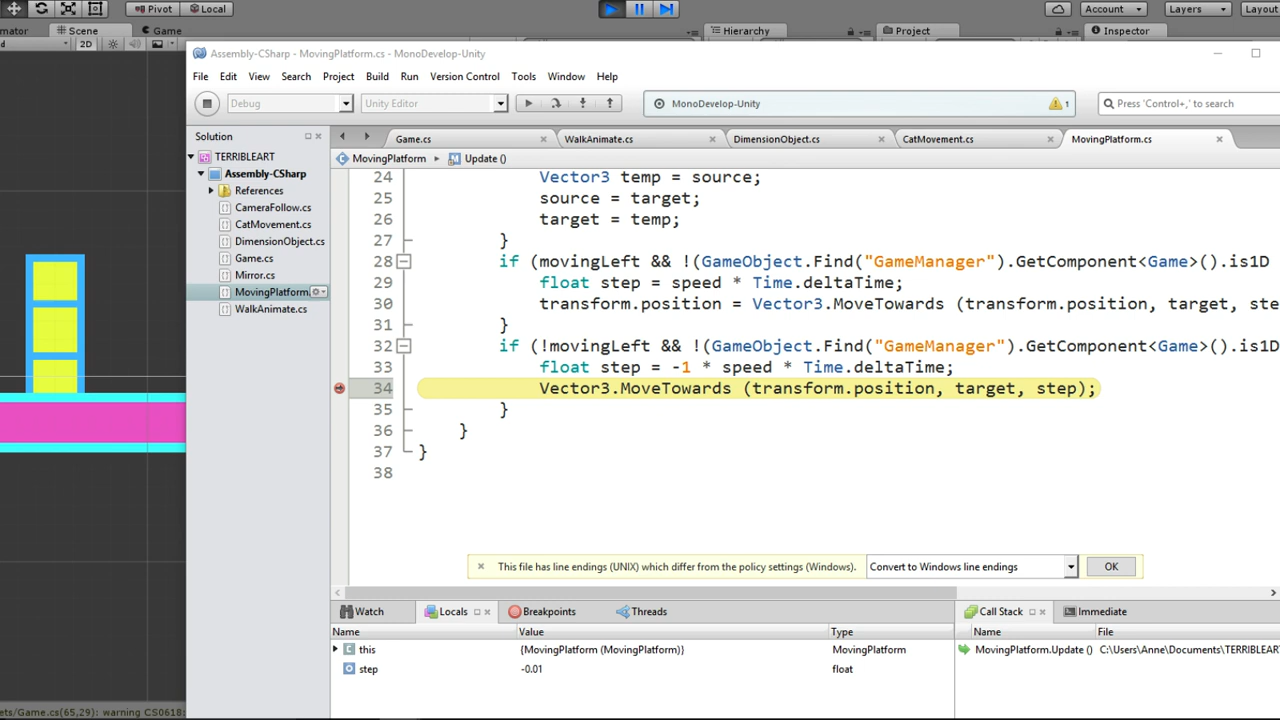 Pivot Local Account Layers Layout
Scene Game Hierarchy Project Inspector
2D
Assembly-CSharp - MovingPlatform.cs - MonoDevelop-Unity
File Edit View Search Project Build Run Version Control Tools Window Help
Debug Unity Editor MonoDevelop-Unity 1 Press 'Control+,' to search
Solution Game.cs WalkAnimate.cs DimensionObject.cs CatMovement.cs MovingPlatform.cs
MovingPlatform Update ()
TERRIBLEART
Assembly-CSharp
References
CameraFollow.cs
CatMovement.cs
DimensionObject.cs
Game.cs
Mirror.cs
MovingPlatform.
WalkAnimate.cs
24 Vector3 temp = source;
25 source = target;
26 target = temp;
27 }
28 if (movingLeft && !(GameObject.Find("GameManager").GetComponent<Game>().is1D
29 float step = speed * Time.deltaTime;
30 transform.position = Vector3.MoveTowards (transform.position, target, ste
31 }
32 if (!movingLeft && !(GameObject.Find("GameManager").GetComponent<Game>().is1D
33 float step = -1 * speed * Time.deltaTime;
34 Vector3.MoveTowards (transform.position, target, step);
35 }
36 }
37 }
38
This file has line endings (UNIX) which differ from the policy settings (Windows). Convert to Windows line endings OK
Watch Locals Breakpoints Threads Call Stack Immediate
Name Value Type Name File
this {MovingPlatform (MovingPlatform)} MovingPlatform MovingPlatform.Update () C:\Users\Anne\Documents\TERRIBLEART
step -0.01 float
ets/Game.cs(65,29): warning CS0618: